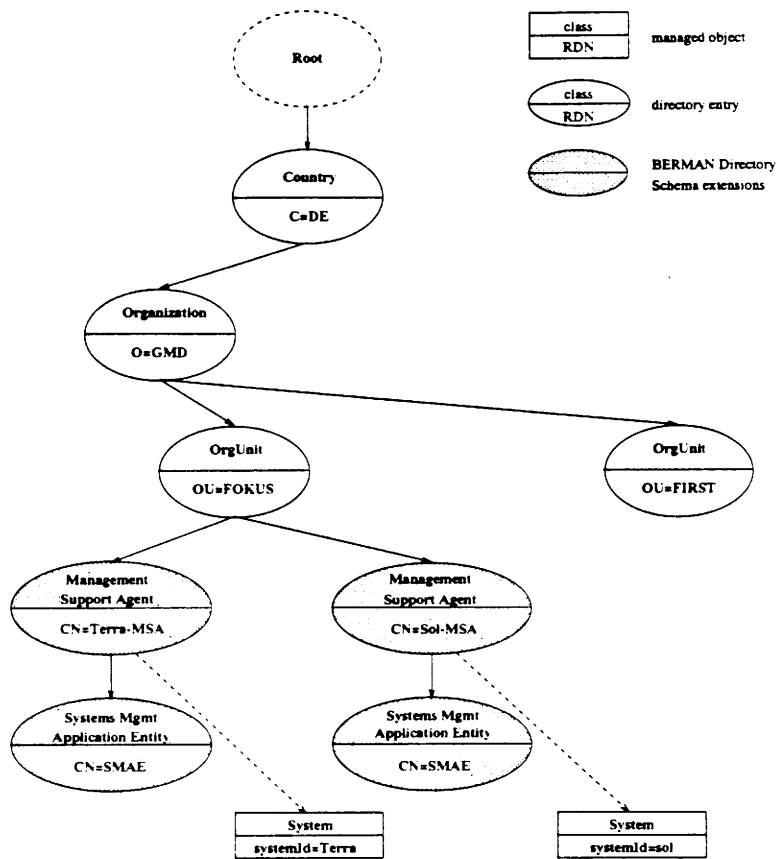 class
RDN
managed object
Root
class
RDN
directory entry
BERMAN Directory
Schema extensions
Country
C=DE
Organization
O=GMD
OrgUnit
OU=FOKUS
OrgUnit
OU=FIRST
Management
Support Agent
CN=Terra-MSA
Management
Support Agent
CN=Sol-MSA
Systems Mgmt
Application Entity
CN=SMAE
Systems Mgmt
Application Entity
CN=SMAE
System
systemId=Terra
System
systemId=sol